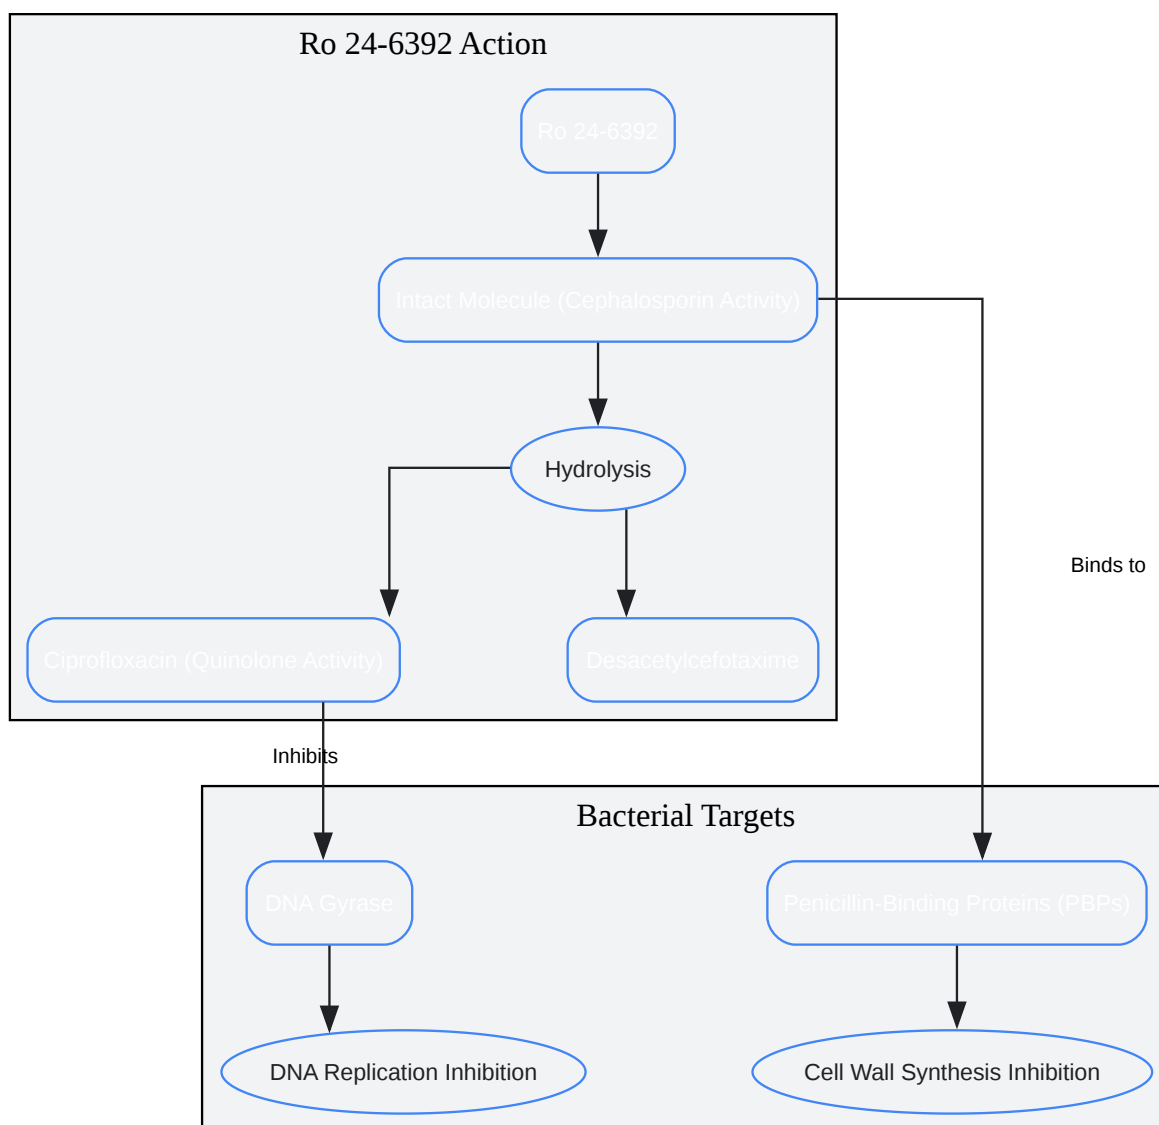 Ro 24-6392 Action
Ro 24-6392
Intact Molecule (Cephalosporin Activity)
Hydrolysis
Binds to
Ciprofloxacin (Quinolone Activity)
Desacetylcefotaxime
Inhibits
Bacterial Targets
DNA Gyrase
Penicillin-Binding Proteins (PBPs)
DNA Replication Inhibition
Cell Wall Synthesis Inhibition